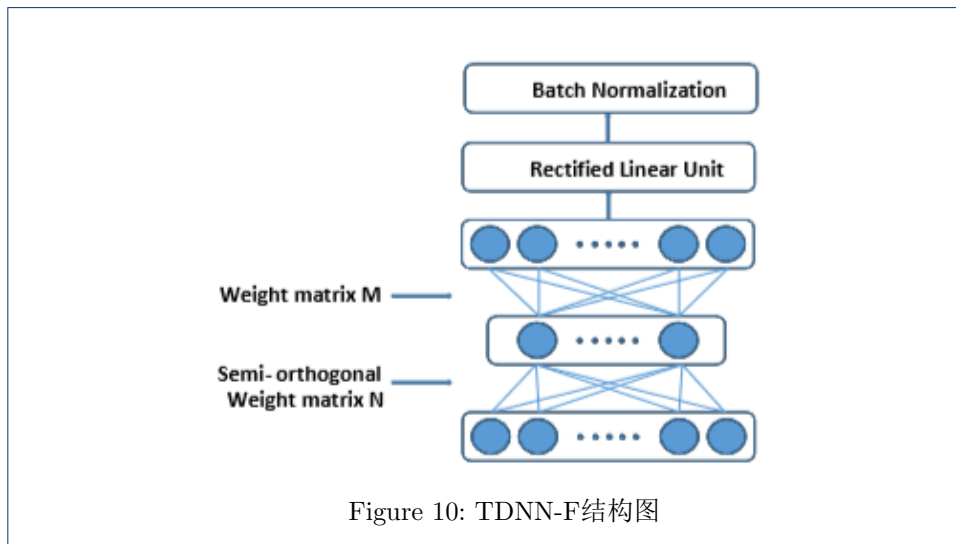 Batch Normalization
Rectified Linear Unit
Weight matrix M
Semi-orthogonal
Weight matrix N
Figure 10: TDNN-F结构图